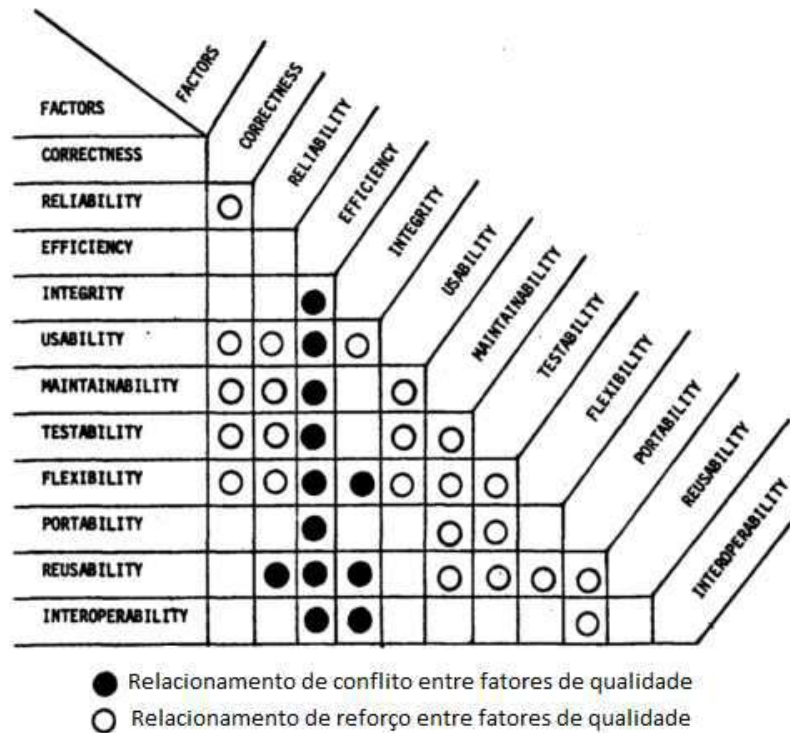 FACTORS
FACTORS
CORRECTNESS
RELIABILITY
EFFICIENCY
INTEGRITY
USABILITY
MAINTAINABILITY
TESTABILITY
FLEXIBILITY
PORTABILITY
REUSABILITY
INTEROPERABILITY
CORRECTNESS
RELIABILITY
EFFICIENCY
INTEGRITY
USABILITY
MAINTAINABILITY
TESTABILITY
FLEXIBILITY
PORTABILITY
REUSABILITY
INTEROPERABILITY
Relacionamento de conflito entre fatores de qualidade
Relacionamento de reforço entre fatores de qualidade